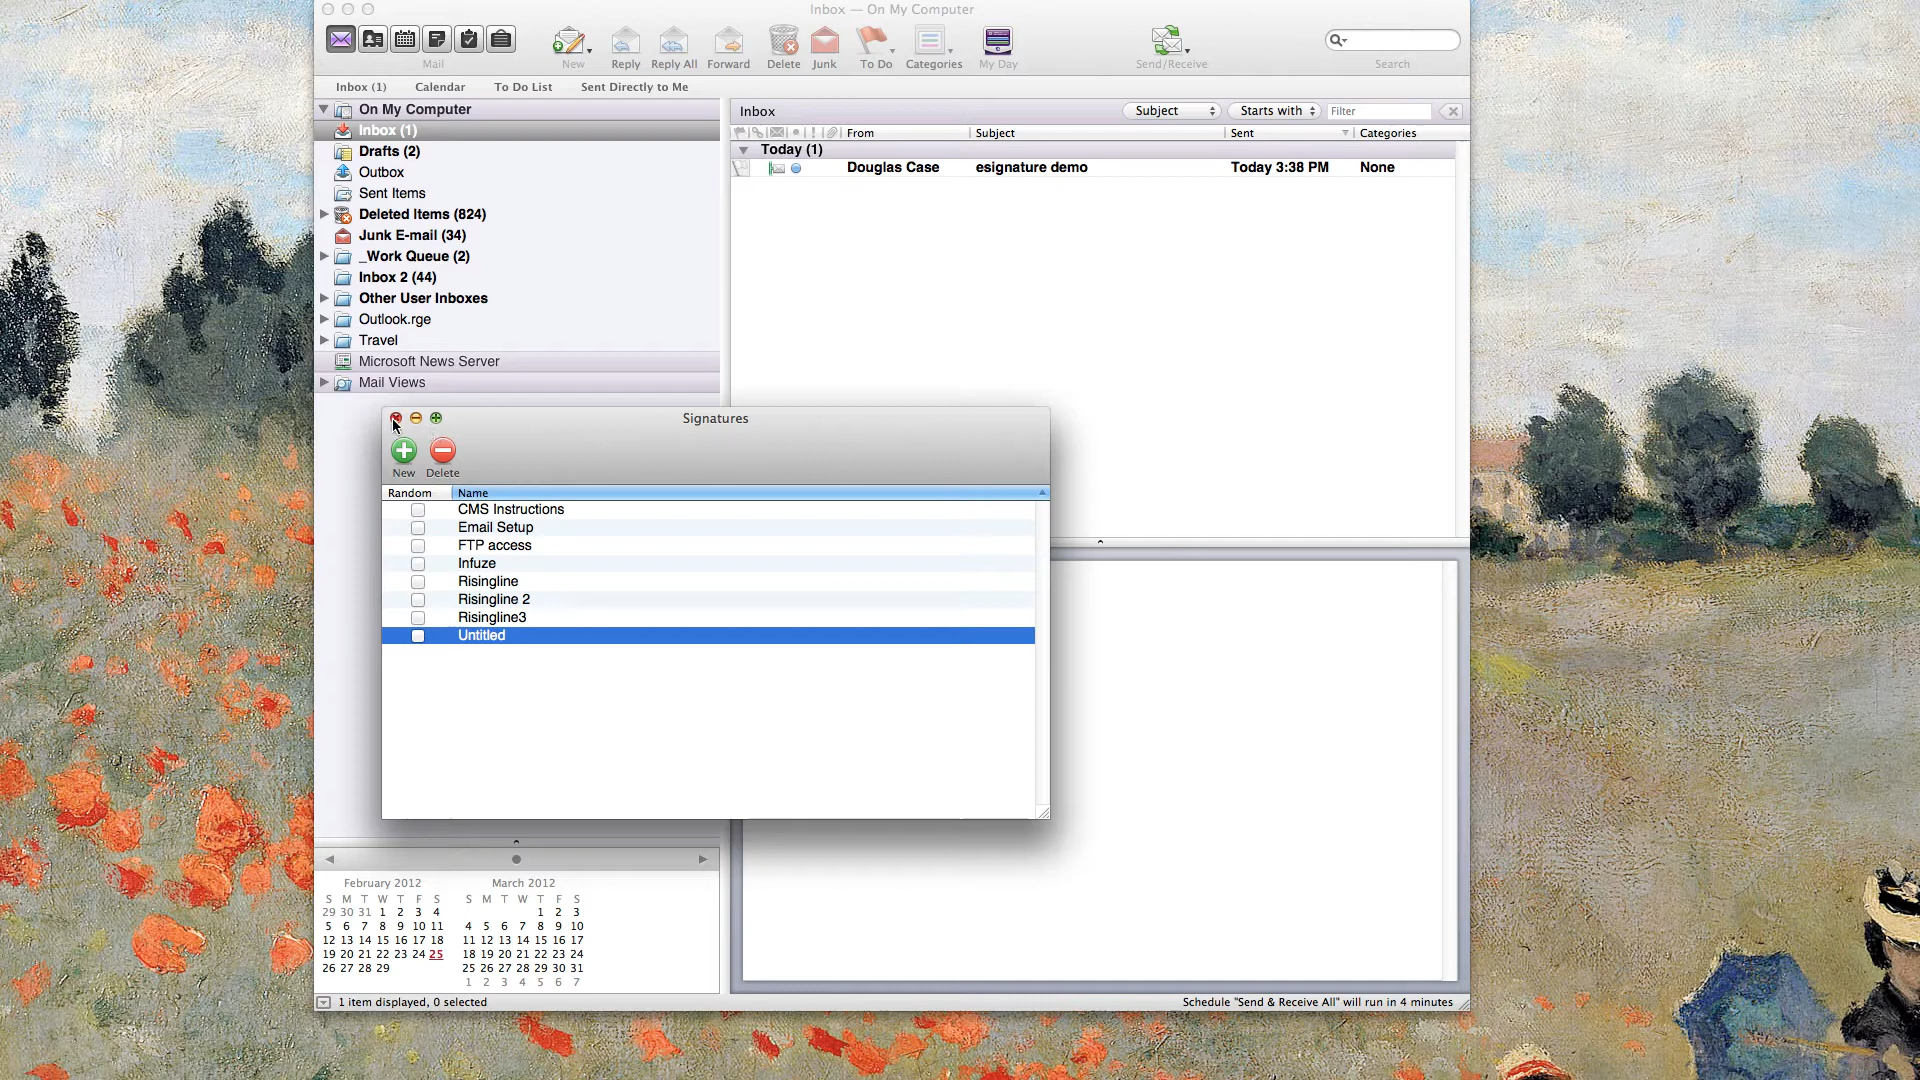 Inbox — On My Computer
Mail
New
Reply
Reply All
Forward
Delete
Junk
To Do
Categories
My Day
Send/Receive
Search
Inbox (1)
Calendar
To Do List
Sent Directly to Me
On My Computer
Inbox (1)
Drafts (2)
Outbox
Sent Items
Deleted Items (824)
Junk E-mail (34)
_Work Queue (2)
Inbox 2 (44)
Other User Inboxes
Outlook.rge
Travel
Microsoft News Server
Mail Views
Inbox
Subject
Starts with
Filter
From
Subject
Sent
Categories
Today (1)
Douglas Case
esignature demo
Today 3:38 PM
None
Signatures
New
Delete
Random
Name
CMS Instructions
Email Setup
FTP access
Infuze
Risingline
Risingline 2
Risingline3
Untitled
February 2012
S M T W T F S
29 30 31 1 2 3 4
5 6 7 8 9 10 11
12 13 14 15 16 17 18
19 20 21 22 23 24 25
26 27 28 29
March 2012
S M T W T F S
1 2 3
4 5 6 7 8 9 10
11 12 13 14 15 16 17
18 19 20 21 22 23 24
25 26 27 28 29 30 31
1 2 3 4 5 6 7
1 item displayed, 0 selected
Schedule "Send & Receive All" will run in 4 minutes